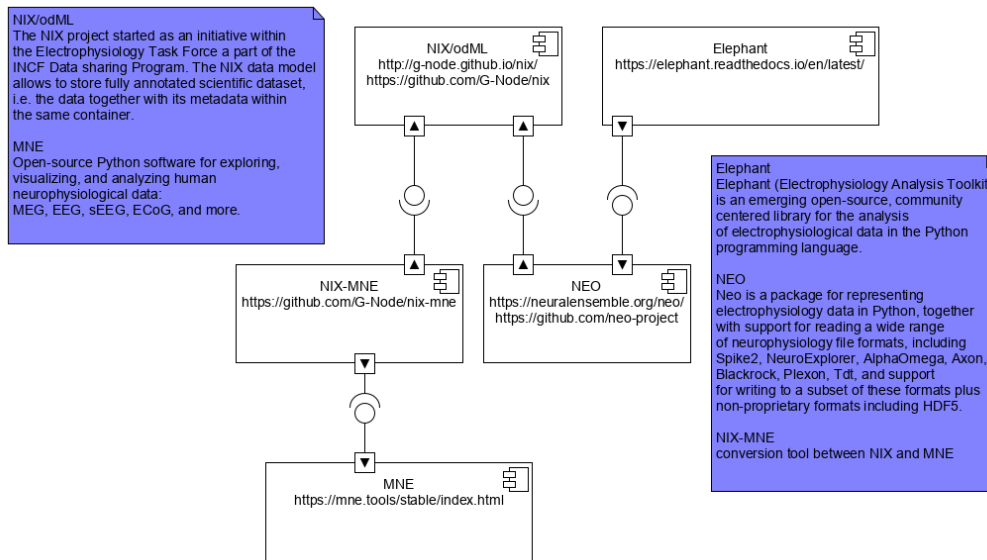 NIX/odML
The NIX project started as an initiative within
the Electrophysiology Task Force a part of the
INCF Data sharing Program. The NIX data model
allows to store fully annotated scientific dataset,
i.e. the data together with its metadata within
the same container.
MNE
Open-source Python software for exploring,
visualizing, and analyzing human
neurophysiological data:
MEG, EEG, sEEG, ECoG, and more.
NIX/odML
http://g-node.github.io/nix/
https://github.com/G-Node/nix
Elephant
https://elephant.readthedocs.io/en/latest/
Elephant
Elephant (Electrophysiology Analysis Toolkit
is an emerging open-source, community
centered library for the analysis
of electrophysiological data in the Python
programming language.
NEO
Neo is a package for representing
electrophysiology data in Python, together
with support for reading a wide range
of neurophysiology file formats, including
Spike2, NeuroExplorer, AlphaOmega, Axon,
Blackrock, Plexon, Tdt, and support
for writing to a subset of these formats plus
non-proprietary formats including HDF5.
NIX-MNE
conversion tool between NIX and MNE
NIX-MNE
https://github.com/G-Node/nix-mne
NEO
https://neuralensemble.org/neo/
https://github.com/neo-project
MNE
https://mne.tools/stable/index.html